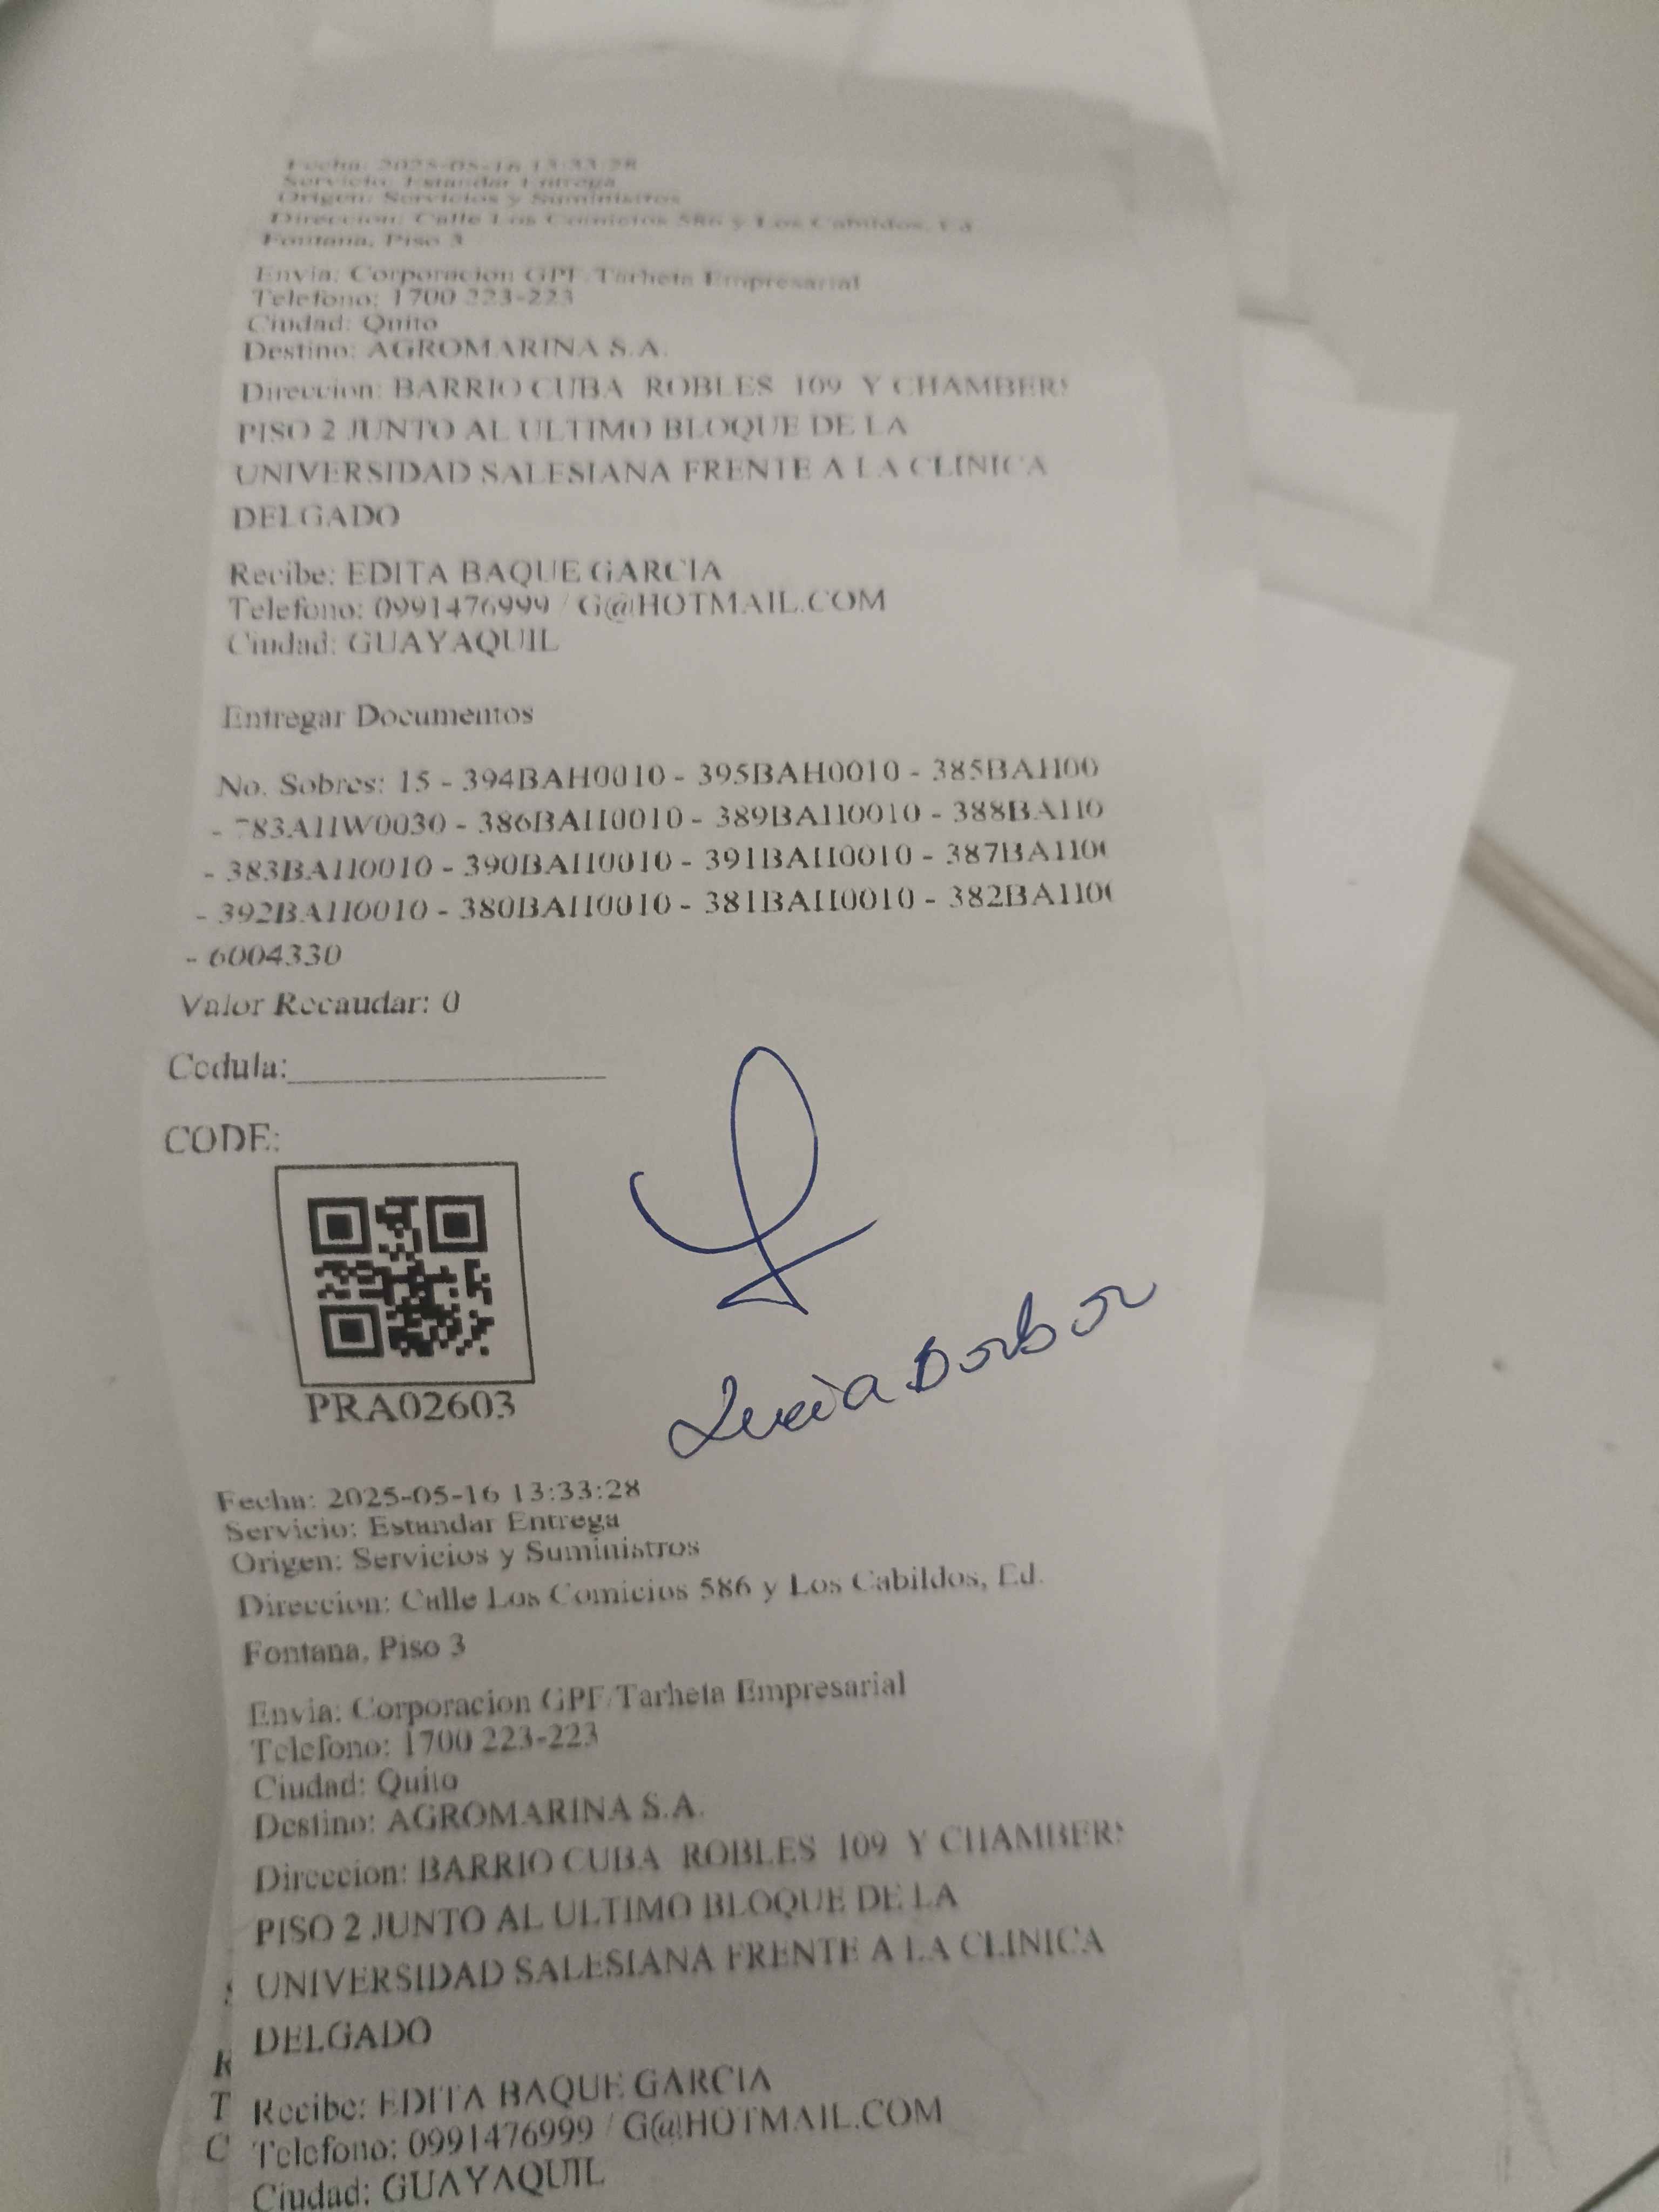 Fecha: 2025-05-16 13:33:28
Servicio: Estandar Entrega
Origen: Servicios y Suministros
Direccion: Calle Los Comicios 586 y Los Cabildos, Ed
Fontana, Piso 3
Envia: Corporacion GPF/Tarheta Empresarial
Telefono: 1700 223-223
Ciudad: Quito
Destino: AGROMARINA S.A.
Direccion: BARRIO CUBA ROBLES 109 Y CHAMBERS
PISO 2 JUNTO AL ULTIMO BLOQUE DE LA
UNIVERSIDAD SALESIANA FRENTE A LA CLINICA
DELGADO
Recibe: EDITA BAQUE GARCIA
Telefono: 0991476999 / G@HOTMAIL.COM
Ciudad: GUAYAQUIL
Entregar Documentos
No. Sobres: 15 - 394BAH0010 - 395BAH0010 - 385BAH00
- 783AHW0030 - 386BAH0010 - 389BAH0010 - 388BAH0
- 383BAH0010 - 390BAH0010 - 391BAH0010 - 387BAH0
- 392BAH0010 - 380BAH0010 - 381BAH0010 - 382BAH0
- 6004330
Valor Recaudar: 0
Cedula:
CODE:
PRA02603
Lucia Borbor
Fecha: 2025-05-16 13:33:28
Servicio: Estandar Entrega
Origen: Servicios y Suministros
Direccion: Calle Los Comicios 586 y Los Cabildos, Ed.
Fontana, Piso 3
Envia: Corporacion GPF/Tarheta Empresarial
Telefono: 1700 223-223
Ciudad: Quito
Destino: AGROMARINA S.A.
Direccion: BARRIO CUBA ROBLES 109 Y CHAMBERS
PISO 2 JUNTO AL ULTIMO BLOQUE DE LA
UNIVERSIDAD SALESIANA FRENTE A LA CLINICA
DELGADO
Recibe: EDITA BAQUE GARCIA
Telefono: 0991476999 / G@HOTMAIL.COM
Ciudad: GUAYAQUIL